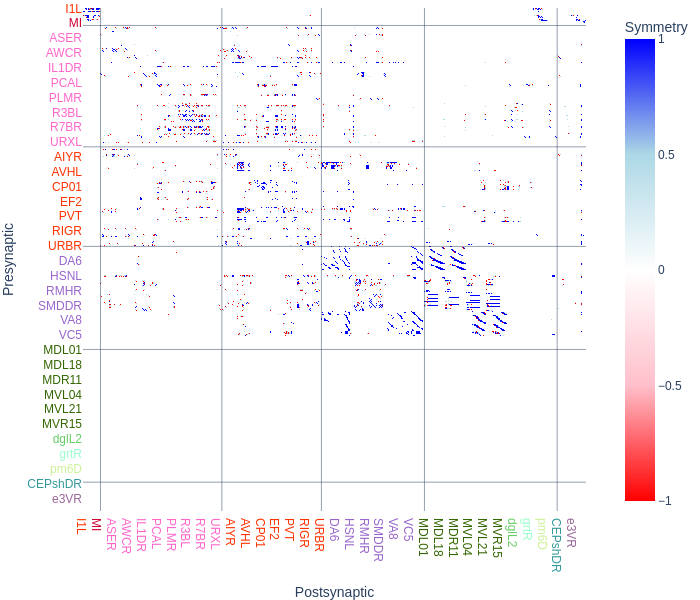 Symmetry
1
0.5
0
−0.5
−1
Presynaptic
I1L
MI
ASER
AWCR
IL1DR
PCAL
PLMR
R3BL
R7BR
URXL
AIYR
AVHL
CP01
EF2
PVT
RIGR
URBR
DA6
HSNL
RMHR
SMDDR
VA8
VC5
MDL01
MDL18
MDR11
MVL04
MVL21
MVR15
dglL2
grtR
pm6D
CEPshDR
e3VR
I1L
MI
ASER
AWCR
IL1DR
PCAL
PLMR
R3BL
R7BR
URXL
AIYR
AVHL
CP01
EF2
PVT
RIGR
URBR
DA6
HSNL
RMHR
SMDDR
VA8
VC5
MDL01
MDL18
MDR11
MVL04
MVL21
MVR15
dglL2
grtR
pm6D
CEPshDR
e3VR
Postsynaptic